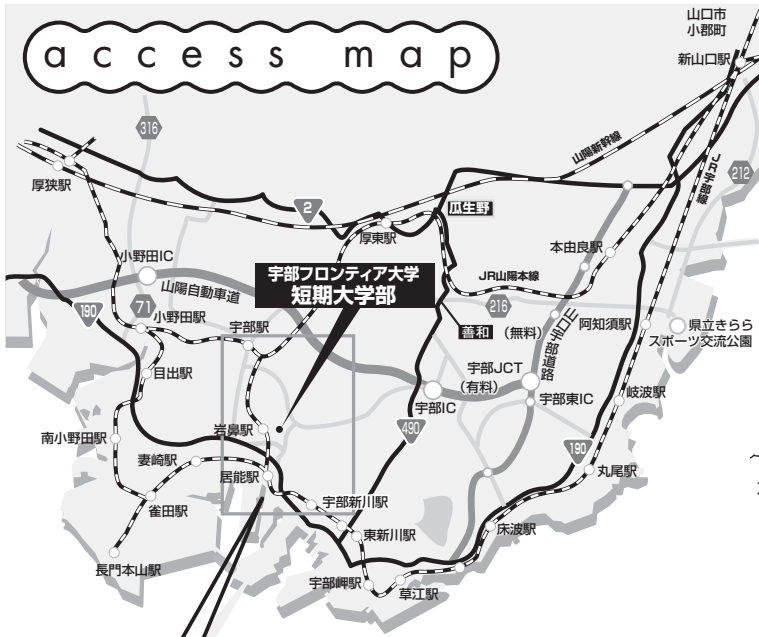 access map
山口市
小郡町
新山口駅
316
山陽新幹線
JR宇部線
212
厚狭駅
2
瓜生野
厚東駅
小野田IC
本由良駅
宇部フロンティア大学
短期大学部
JR山陽本線
山陽自動車道
190
71
小野田駅
216
善和
(無料)
山口宇部道路
阿知須駅
県立きらら
スポーツ交流公園
宇部駅
宇部JCT
(有料)
目出駅
宇部IC
宇部東IC
岐波駅
岩鼻駅
490
南小野田駅
190
妻崎駅
居能駅
丸尾駅
宇部新川駅
雀田駅
東新川駅
床波駅
長門本山駅
宇部岬駅
草江駅